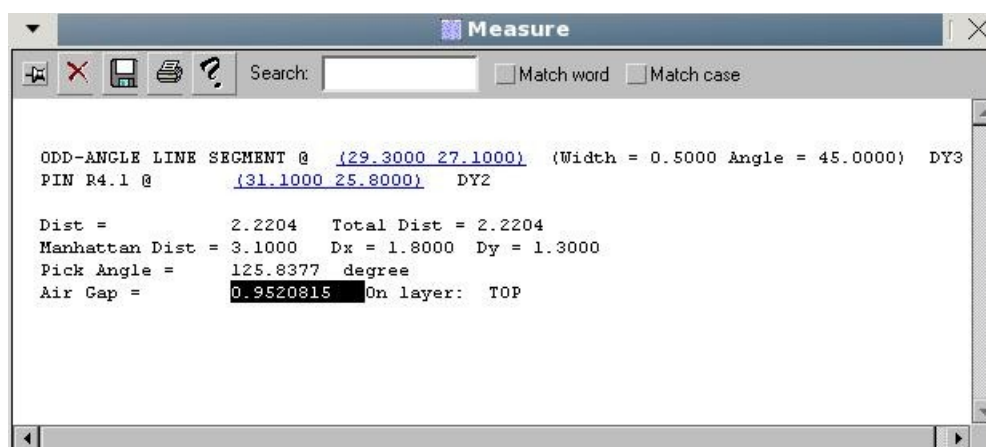 Measure
Search: Match word Match case
ODD-ANGLE LINE SEGMENT @ (29.3000 27.1000) (Width = 0.5000 Angle = 45.0000) DY3
PIN R4.1 @ (31.1000 25.8000) DY2
Dist = 2.2204 Total Dist = 2.2204
Manhattan Dist = 3.1000 Dx = 1.8000 Dy = 1.3000
Pick Angle = 125.8377 degree
Air Gap = 0.9520815 On layer: TOP